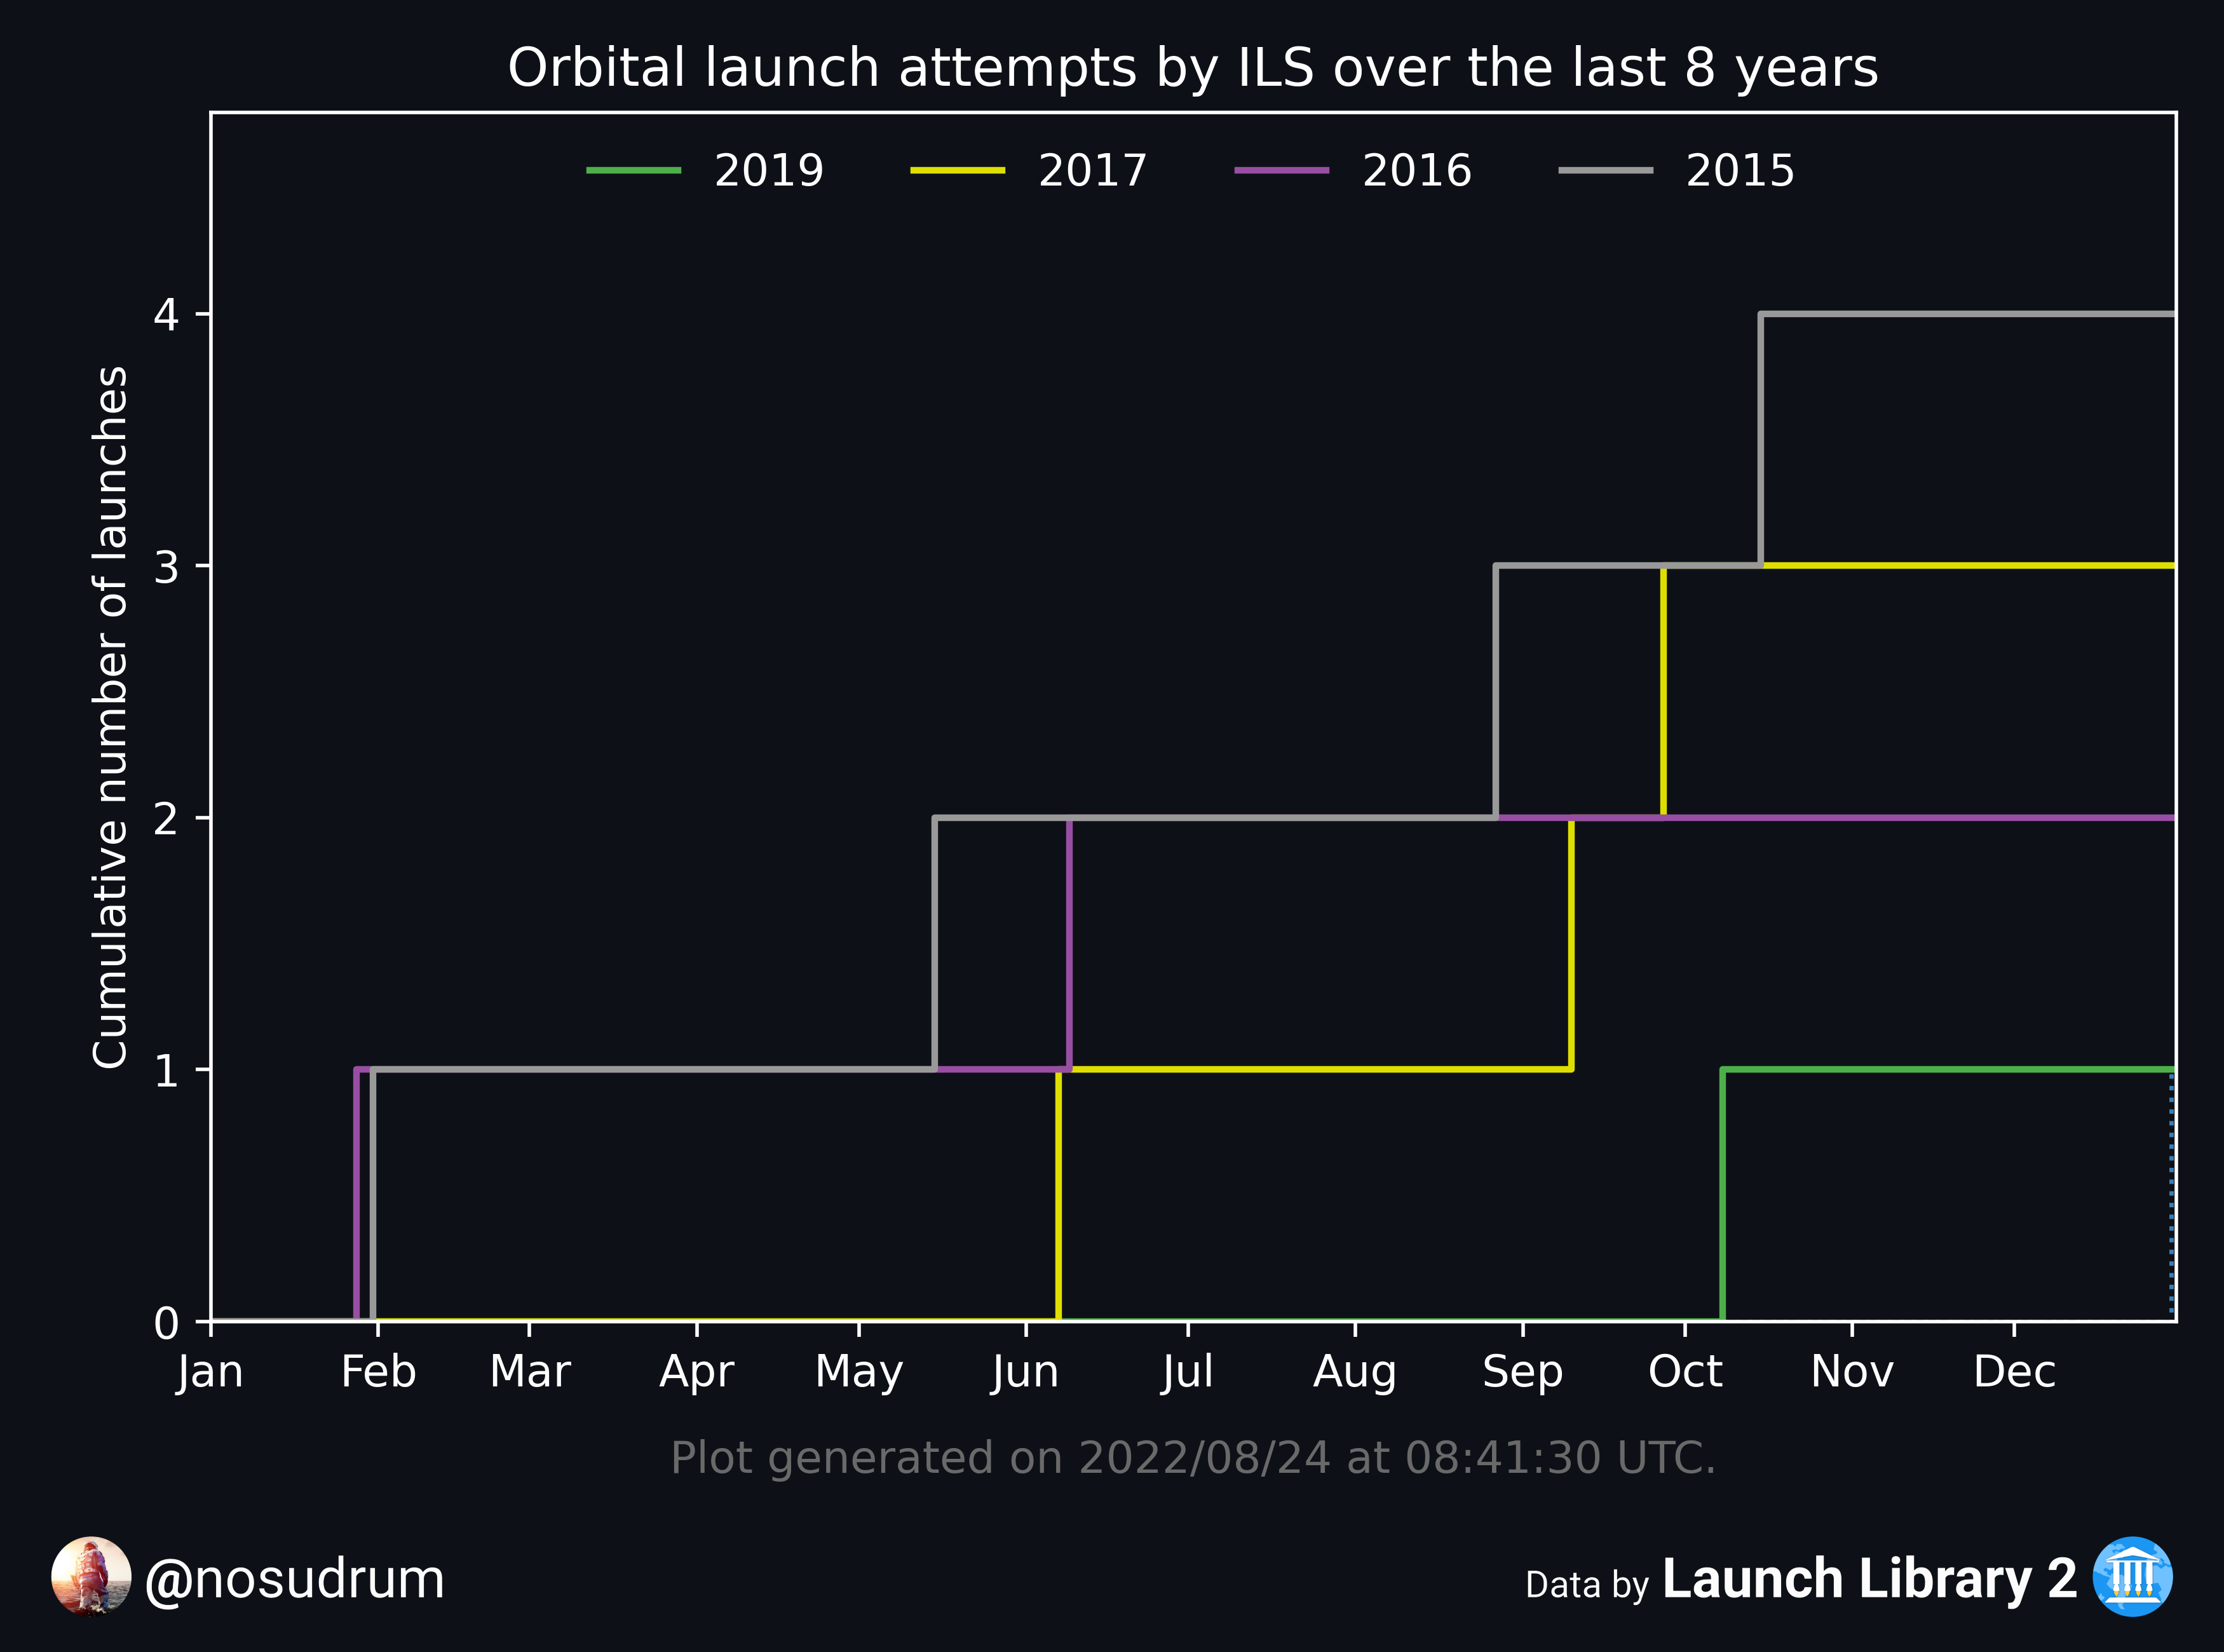 Orbital launch attempts by ILS over the last 8 years
2019 2017 2016 2015
Cumulative number of launches
4
3
2
1
0
Jan Feb Mar Apr May Jun Jul Aug Sep Oct Nov Dec
Plot generated on 2022/08/24 at 08:41:30 UTC.
@nosudrum
Data by Launch Library 2